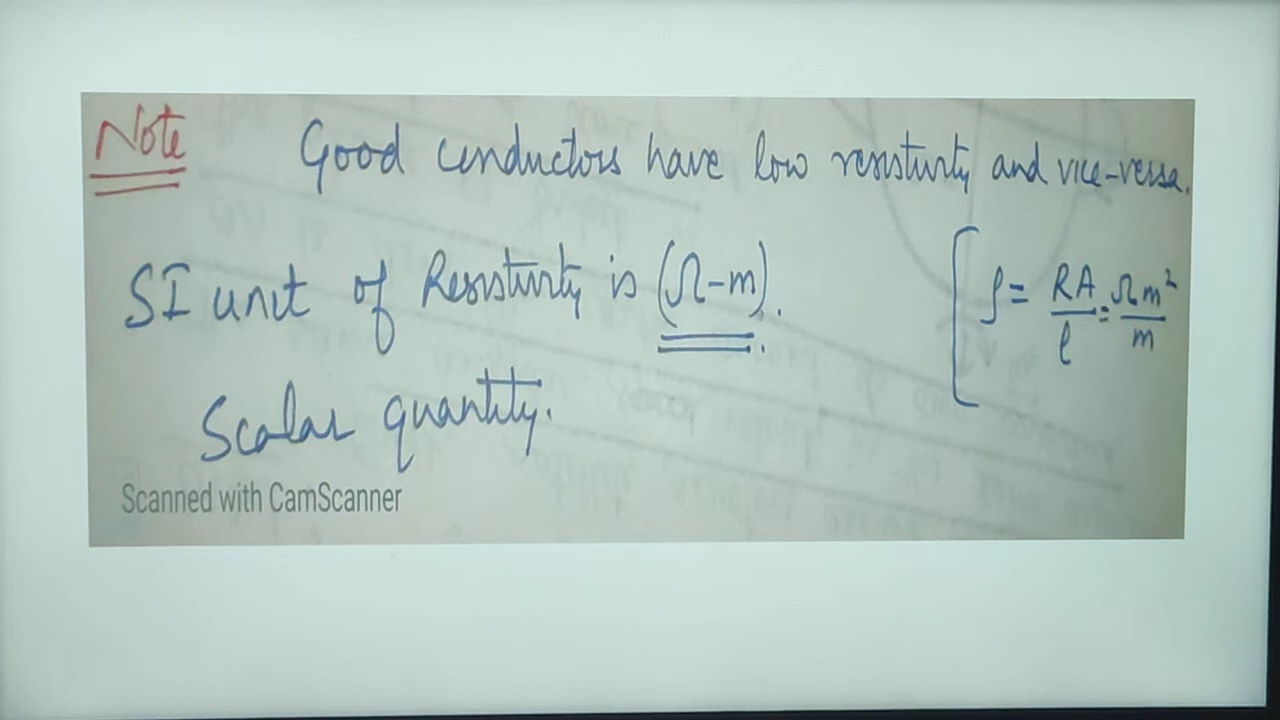 Note Good conductors have low resistivity and vice-versa.
SI unit of Resistivity is (Ω-m).
ρ = RA/ℓ = Ωm²/m
Scalar quantity.
Scanned with CamScanner